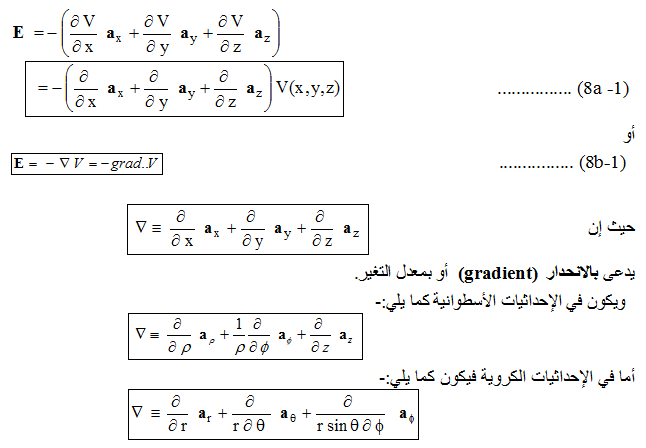 E = −(∂V/∂x a_x + ∂V/∂y a_y + ∂V/∂z a_z)
= −(∂/∂x a_x + ∂/∂y a_y + ∂/∂z a_z) V(x,y,z) ................ (8a -1)
أو
E = − ∇ V = −grad..V ................ (8b-1)
حيث إن ∇ ≡ ∂/∂x a_x + ∂/∂y a_y + ∂/∂z a_z
يدعى بالانحدار (gradient) أو بمعدل التغير.
ويكون في الإحداثيات الأسطوانية كما يلي:-
∇ ≡ ∂/∂ρ a_ρ + 1/ρ ∂/∂ϕ a_ϕ + ∂/∂z a_z
أما في الإحداثيات الكروية فيكون كما يلي:-
∇ ≡ ∂/∂r a_r + ∂/r∂θ a_θ + ∂/r sinθ∂ϕ a_ϕ